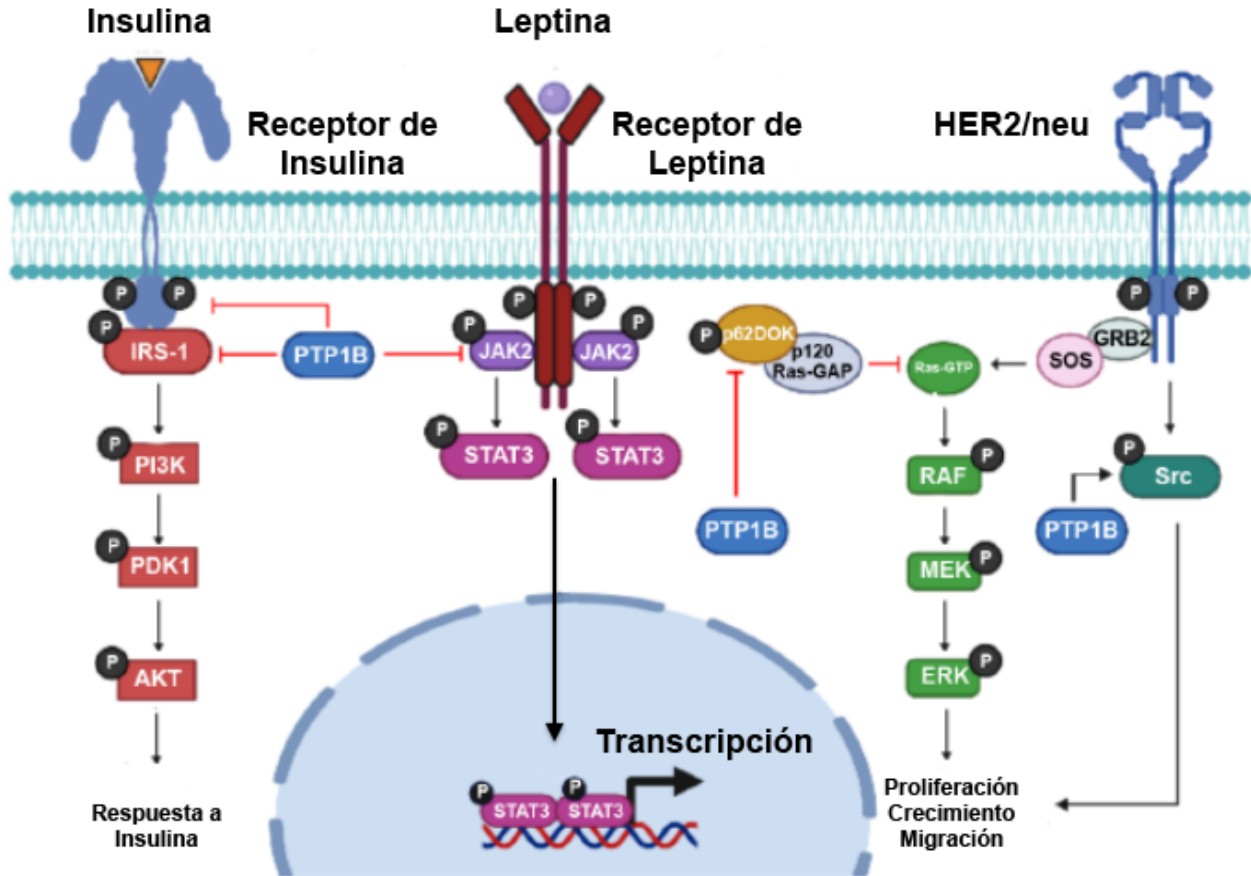 Insulina
Leptina
Receptor de
Insulina
Receptor de
Leptina
HER2/neu
P
P
P
IRS-1
PTP1B
P
JAK2
P
P
P
JAK2
P
STAT3
P
STAT3
P
p62DOK
p120
Ras-GAP
Ras-GTP
SOS
GRB2
P
P
P
PI3K
P
PDK1
P
AKT
Respuesta a
Insulina
PTP1B
RAF
P
MEK
P
ERK
P
P
Src
PTP1B
Transcripción
P
STAT3
P
STAT3
Proliferación
Crecimiento
Migración